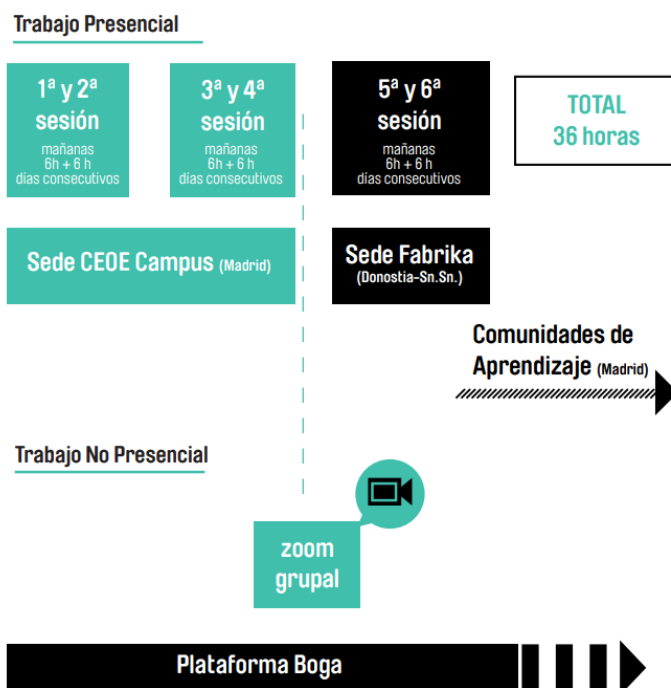 Trabajo Presencial
1ª y 2ª
sesión
mañanas
6h + 6 h
días consecutivos
3ª y 4ª
sesión
mañanas
6h + 6 h
días consecutivos
5ª y 6ª
sesión
mañanas
6h + 6 h
días consecutivos
TOTAL
36 horas
Sede CEOE Campus (Madrid)
Sede Fabrika
(Donostia-Sn.Sn.)
Comunidades de
Aprendizaje (Madrid)
Trabajo No Presencial
zoom
grupal
Plataforma Boga